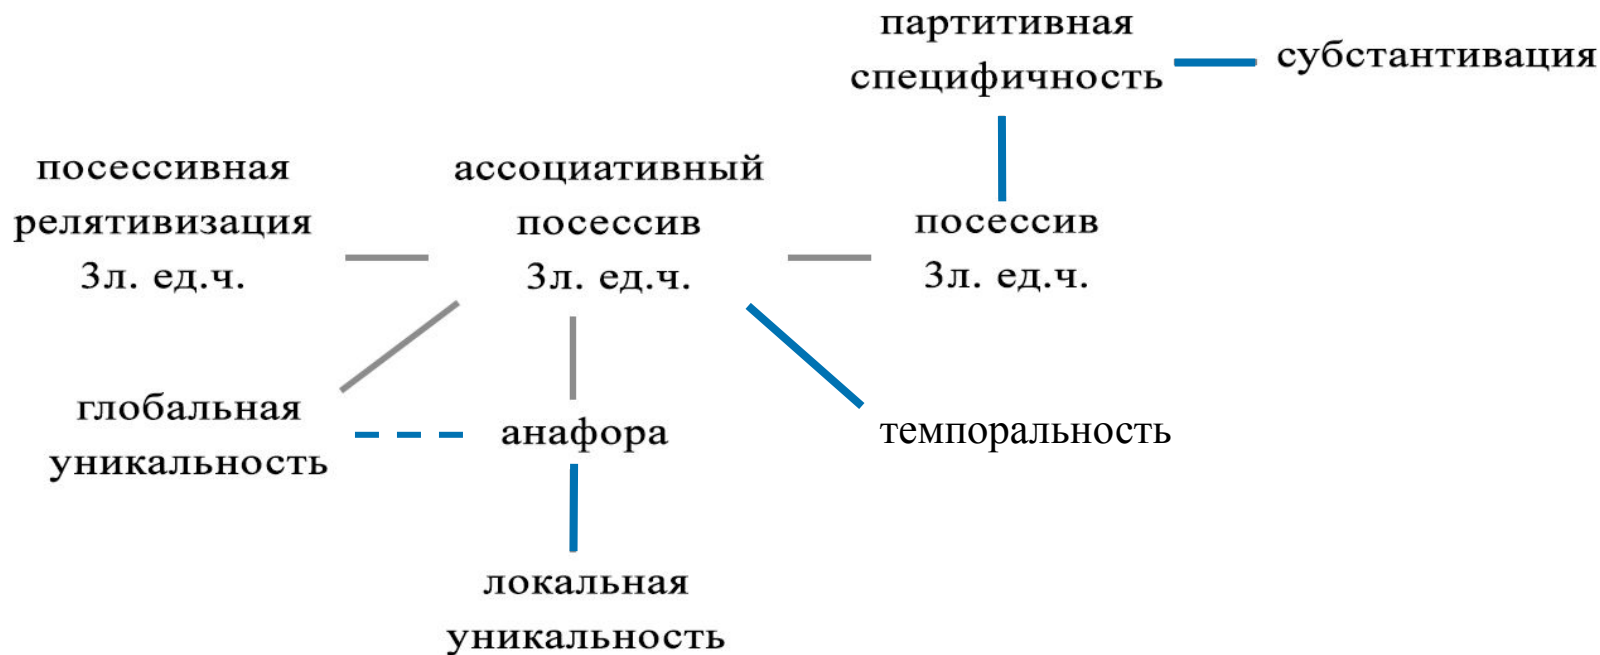 партитивная
специфичность
субстантивация
посессивная
релятивизация
3л. ед.ч.
ассоциативный
посессив
3л. ед.ч.
посессив
3л. ед.ч.
глобальная
уникальность
анафора
темпоральность
локальная
уникальность